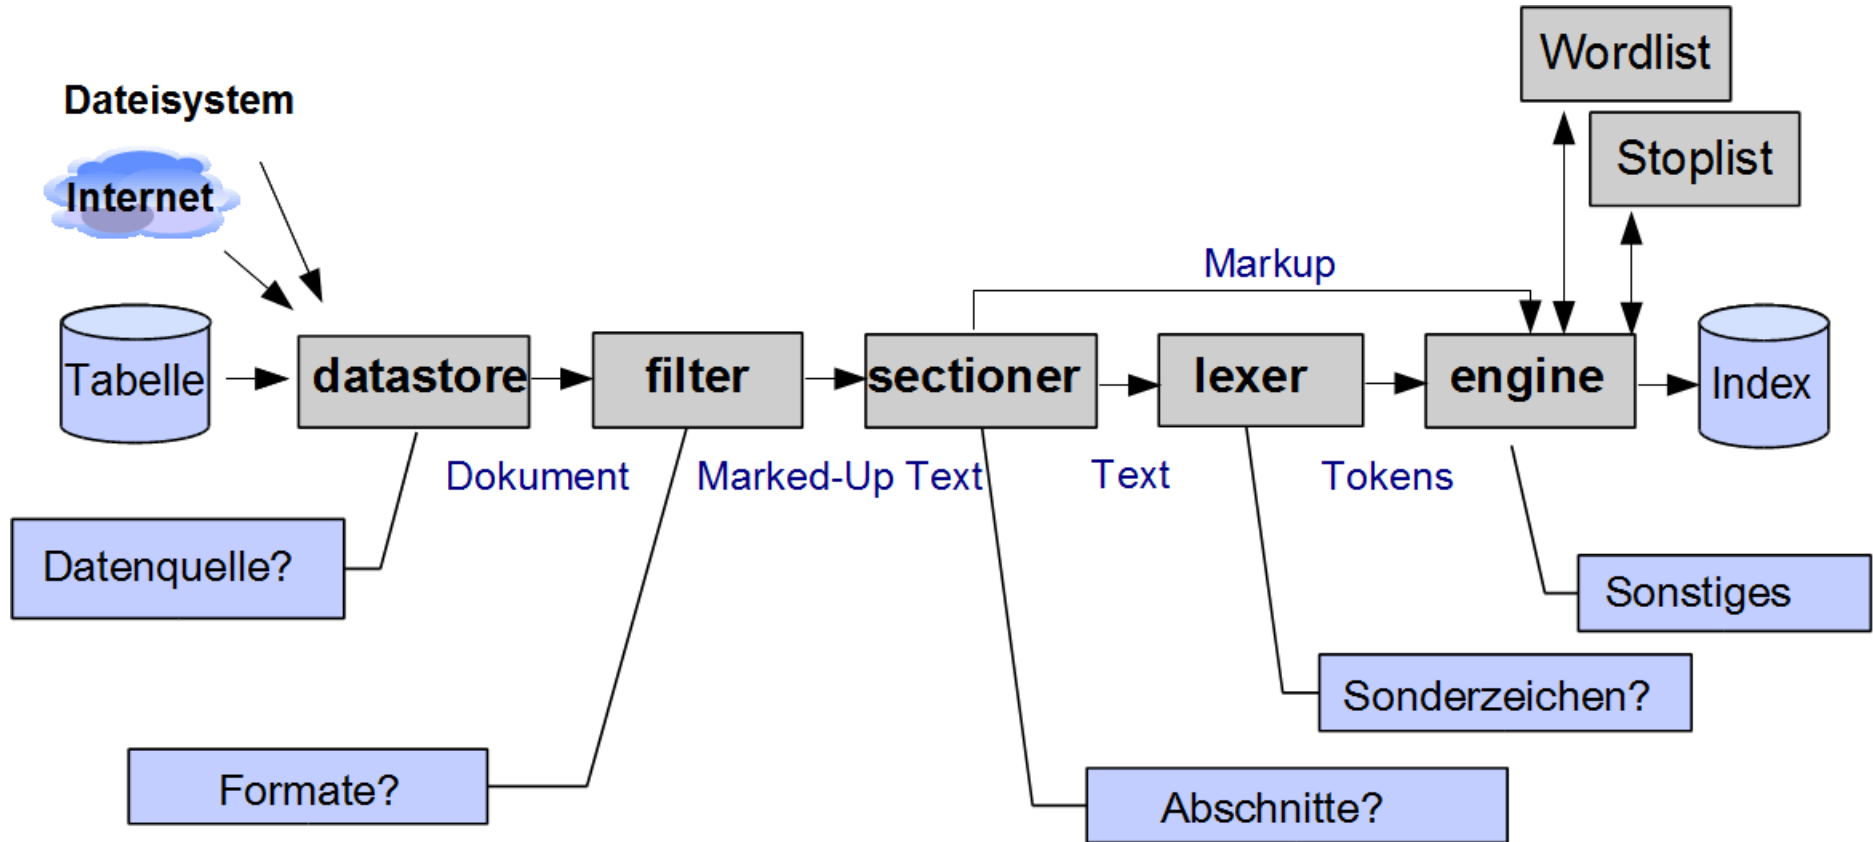 Wordlist
Dateisystem
Stoplist
Internet
Markup
Tabelle
datastore
filter
sectioner
lexer
engine
Index
Dokument
Marked-Up Text
Text
Tokens
Datenquelle?
Sonstiges
Sonderzeichen?
Formate?
Abschnitte?